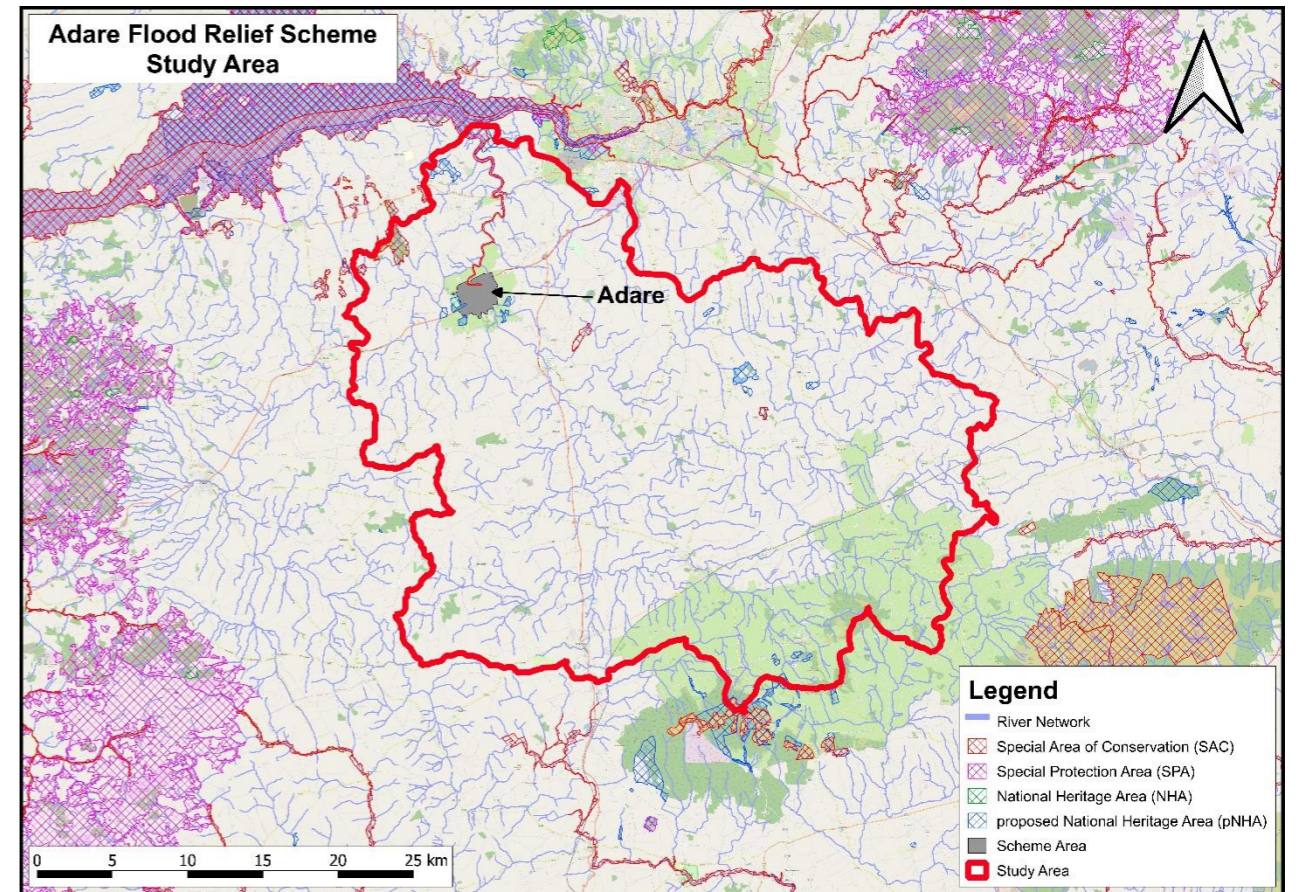 Adare Flood Relief Scheme
Study Area
Adare
Legend
River Network
Special Area of Conservation (SAC)
Special Protection Area (SPA)
National Heritage Area (NHA)
proposed National Heritage Area (pNHA)
Scheme Area
Study Area
0 5 10 15 20 25 km